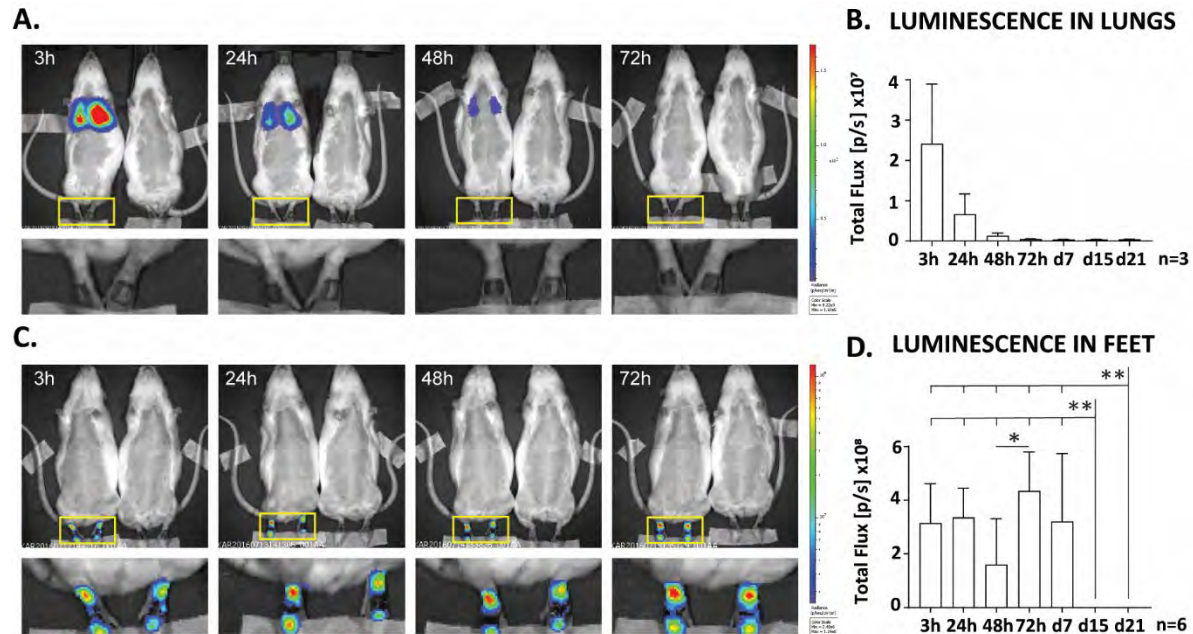 A.
3h
24h
48h
72h
B. LUMINESCENCE IN LUNGS
Total FLux [p/s] x10⁷
4
3
2
1
0
3h 24h 48h 72h d7 d15 d21 n=3
C.
3h
24h
48h
72h
D. LUMINESCENCE IN FEET
**
**
*
Total Flux [p/s] x10⁸
6
4
2
0
3h 24h 48h 72h d7 d15 d21 n=6